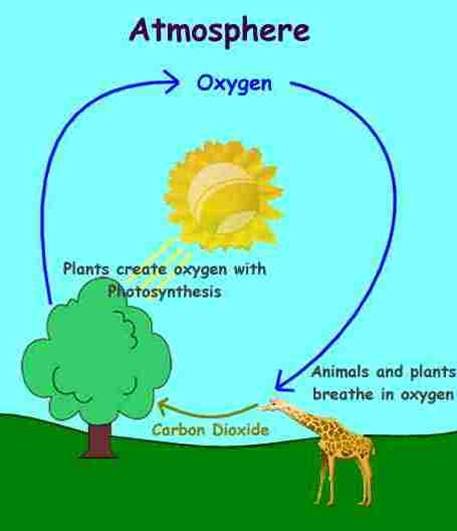 Atmosphere
Oxygen
Plants create oxygen with
Photosynthesis
Animals and plants
breathe in oxygen
Carbon Dioxide